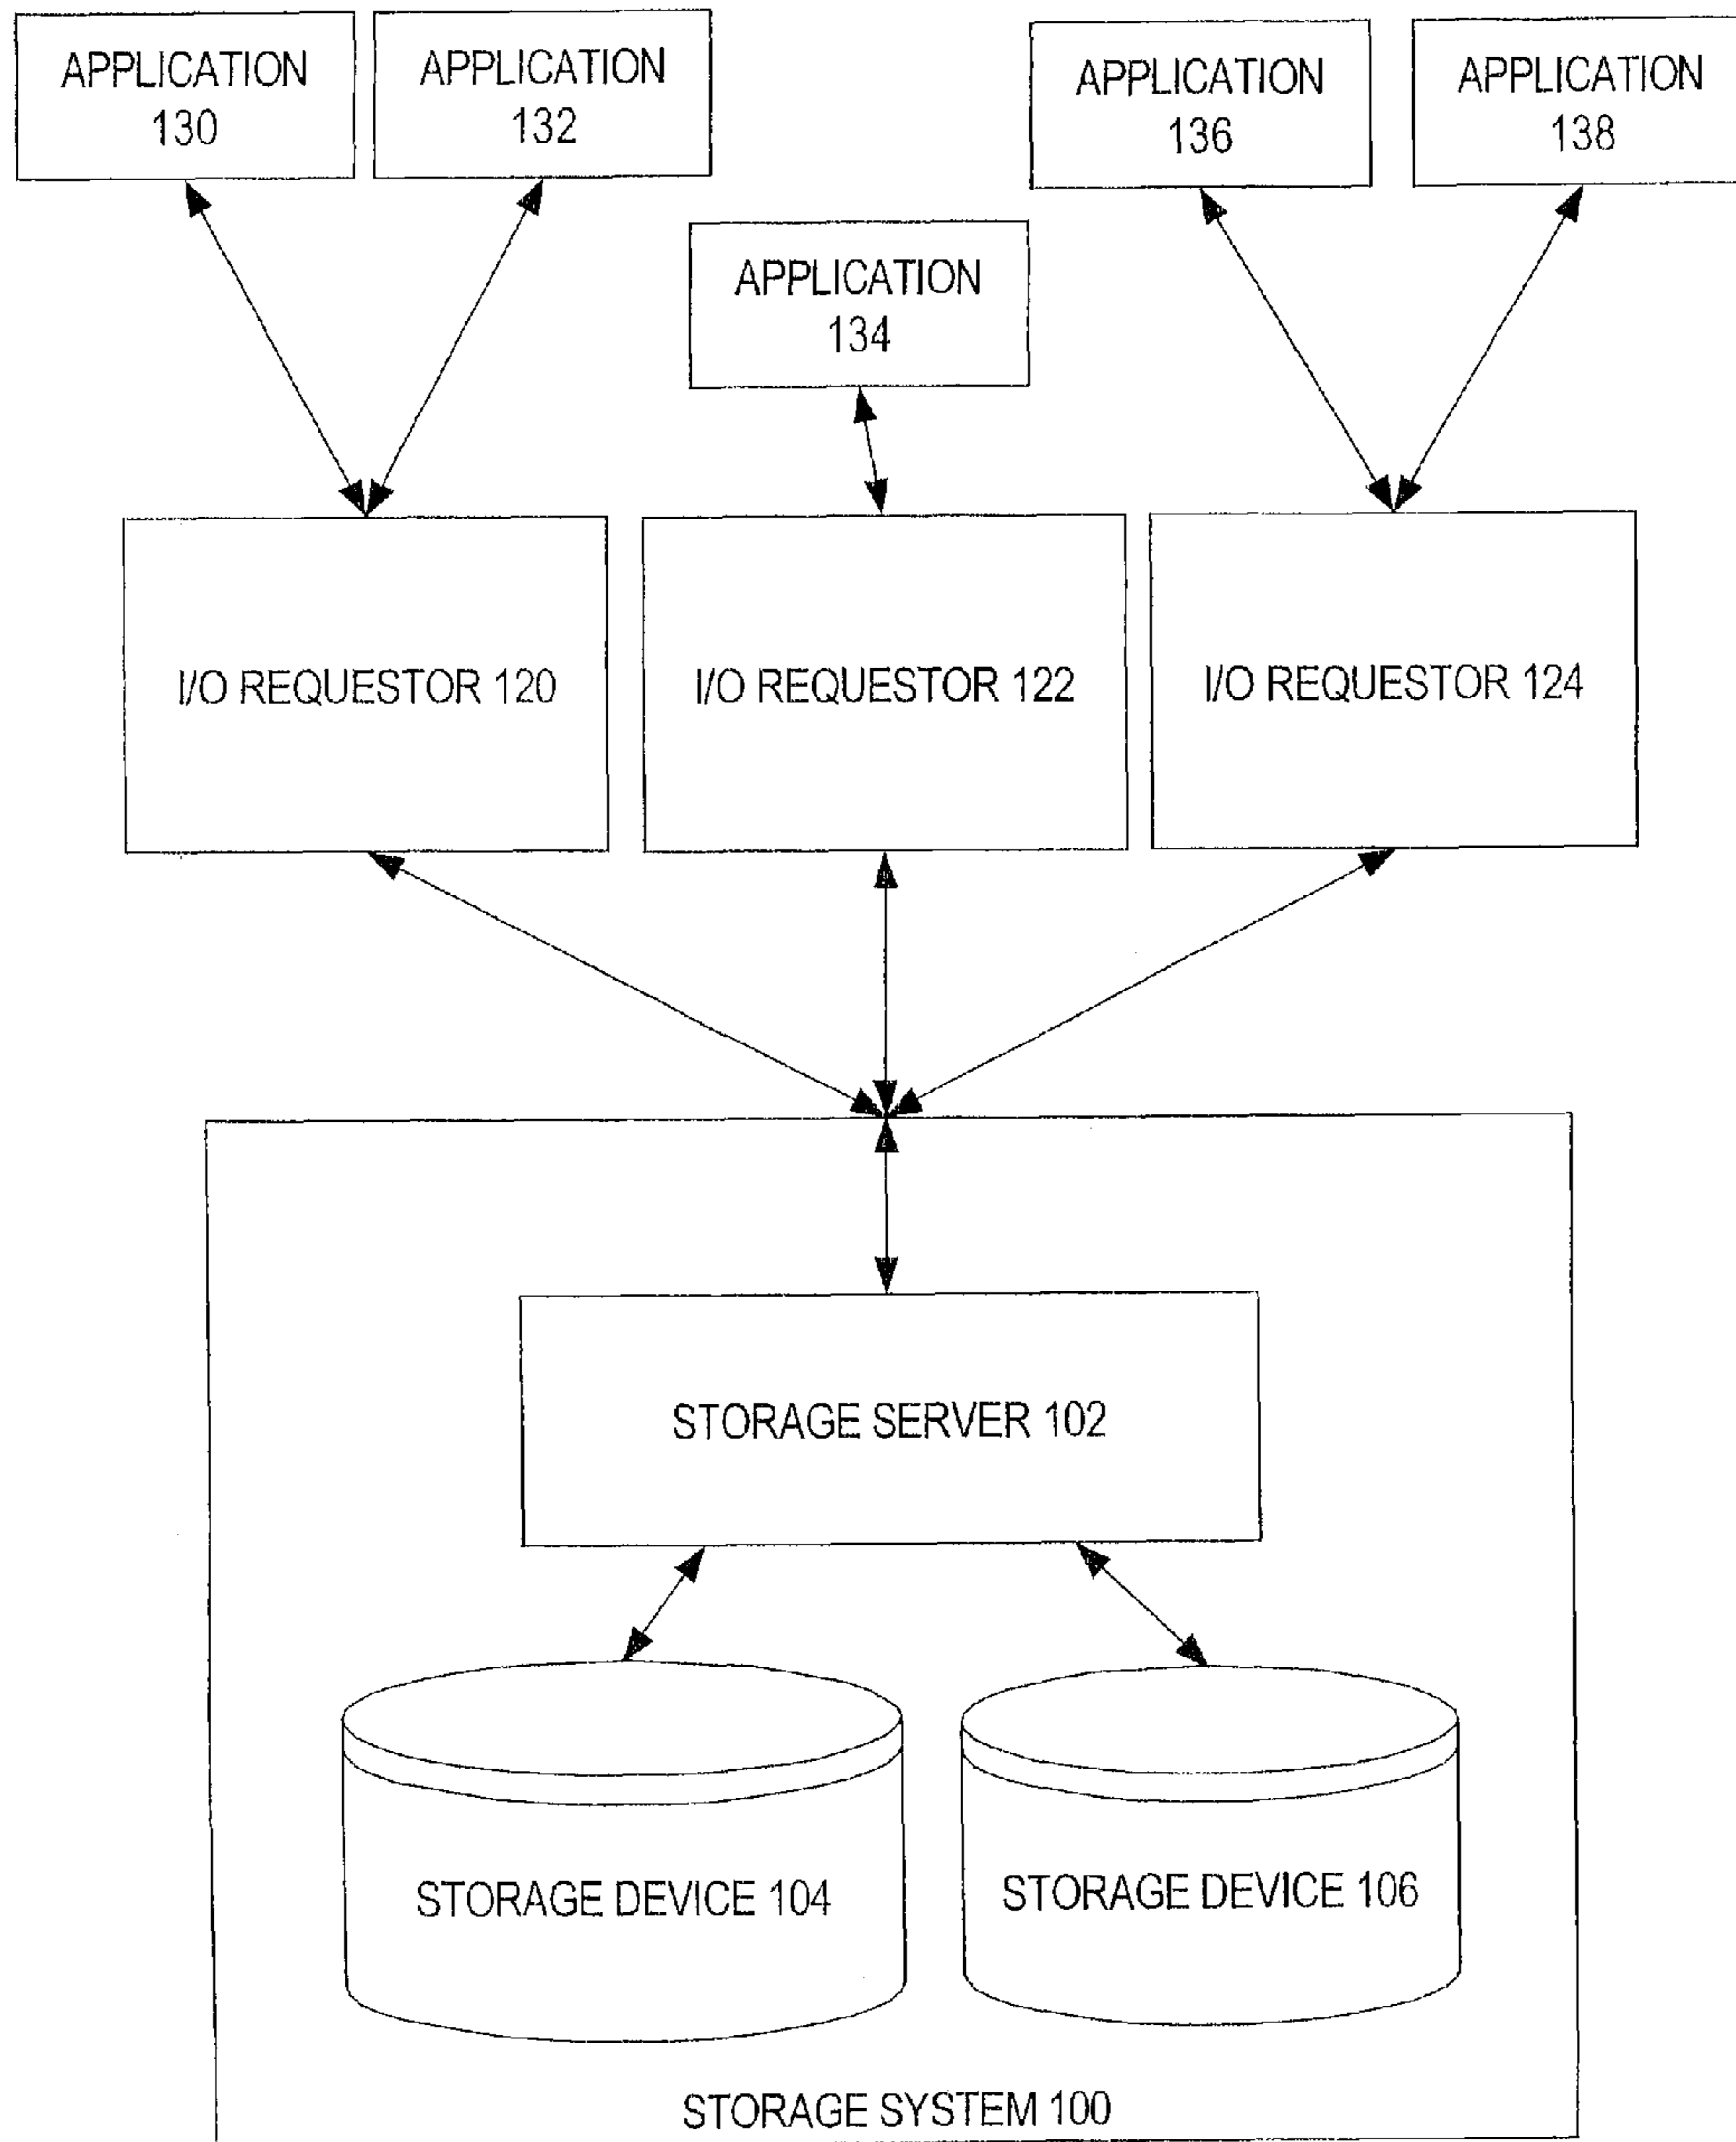 APPLICATION
130
APPLICATION
132
APPLICATION
136
APPLICATION
138
APPLICATION
134
I/O REQUESTOR 120
I/O REQUESTOR 122
I/O REQUESTOR 124
STORAGE SERVER 102
STORAGE DEVICE 104
STORAGE DEVICE 106
STORAGE SYSTEM 100